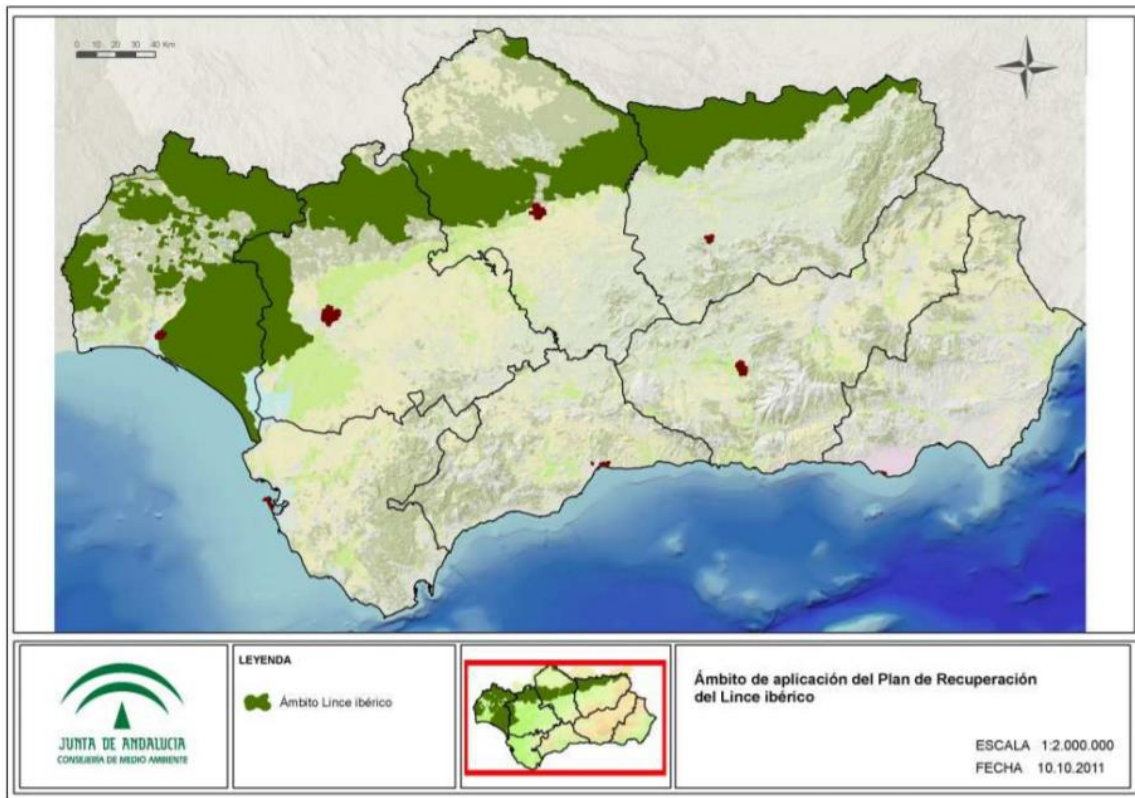 0 10 20 30 40 Km
JUNTA DE ANDALUCIA
CONSEJERÍA DE MEDIO AMBIENTE
LEYENDA
Ámbito Lince ibérico
Ámbito de aplicación del Plan de Recuperación
del Lince ibérico
ESCALA 1:2.000.000
FECHA 10.10.2011